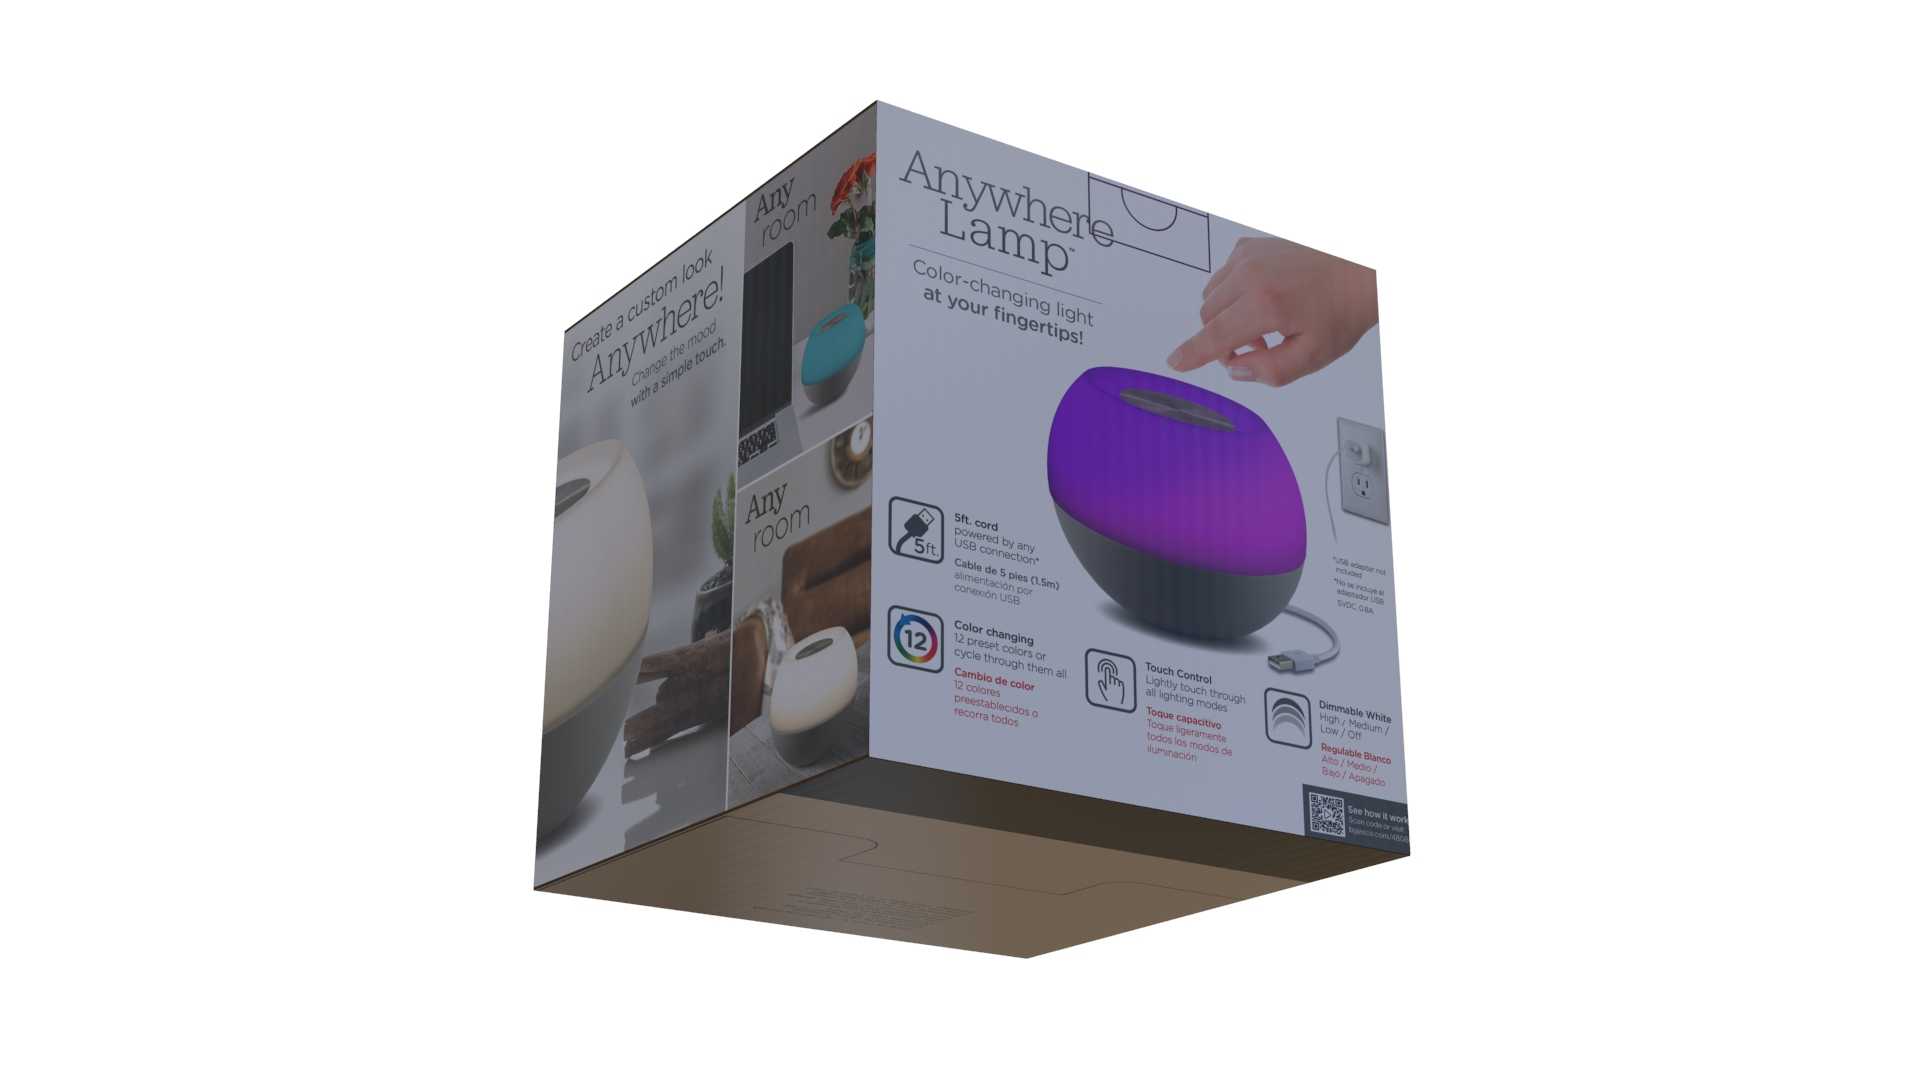 Create a custom look
Anywhere!
Change the mood
with a simple touch.
Any
room
Any
room
Anywhere
Lamp™
Color-changing light
at your fingertips!
5ft.
5ft. cord
powered by any
USB connection*
Cable de 5 pies (1.5m)
alimentación por
conexión USB
12
Color changing
12 preset colors or
cycle through them all
Cambio de color
12 colores
preestablecidos o
recorra todos
Touch Control
Lightly touch through
all lighting modes
Toque capacitivo
Toque ligeramente
todos los modos de
iluminación
*USB adapter not
included
*No se incluye el
adaptador USB
5VDC, 0.8A
Dimmable White
High / Medium /
Low / Off
Regulable Blanco
Alto / Medio /
Bajo / Apagado
See how it work
Scan code or visit